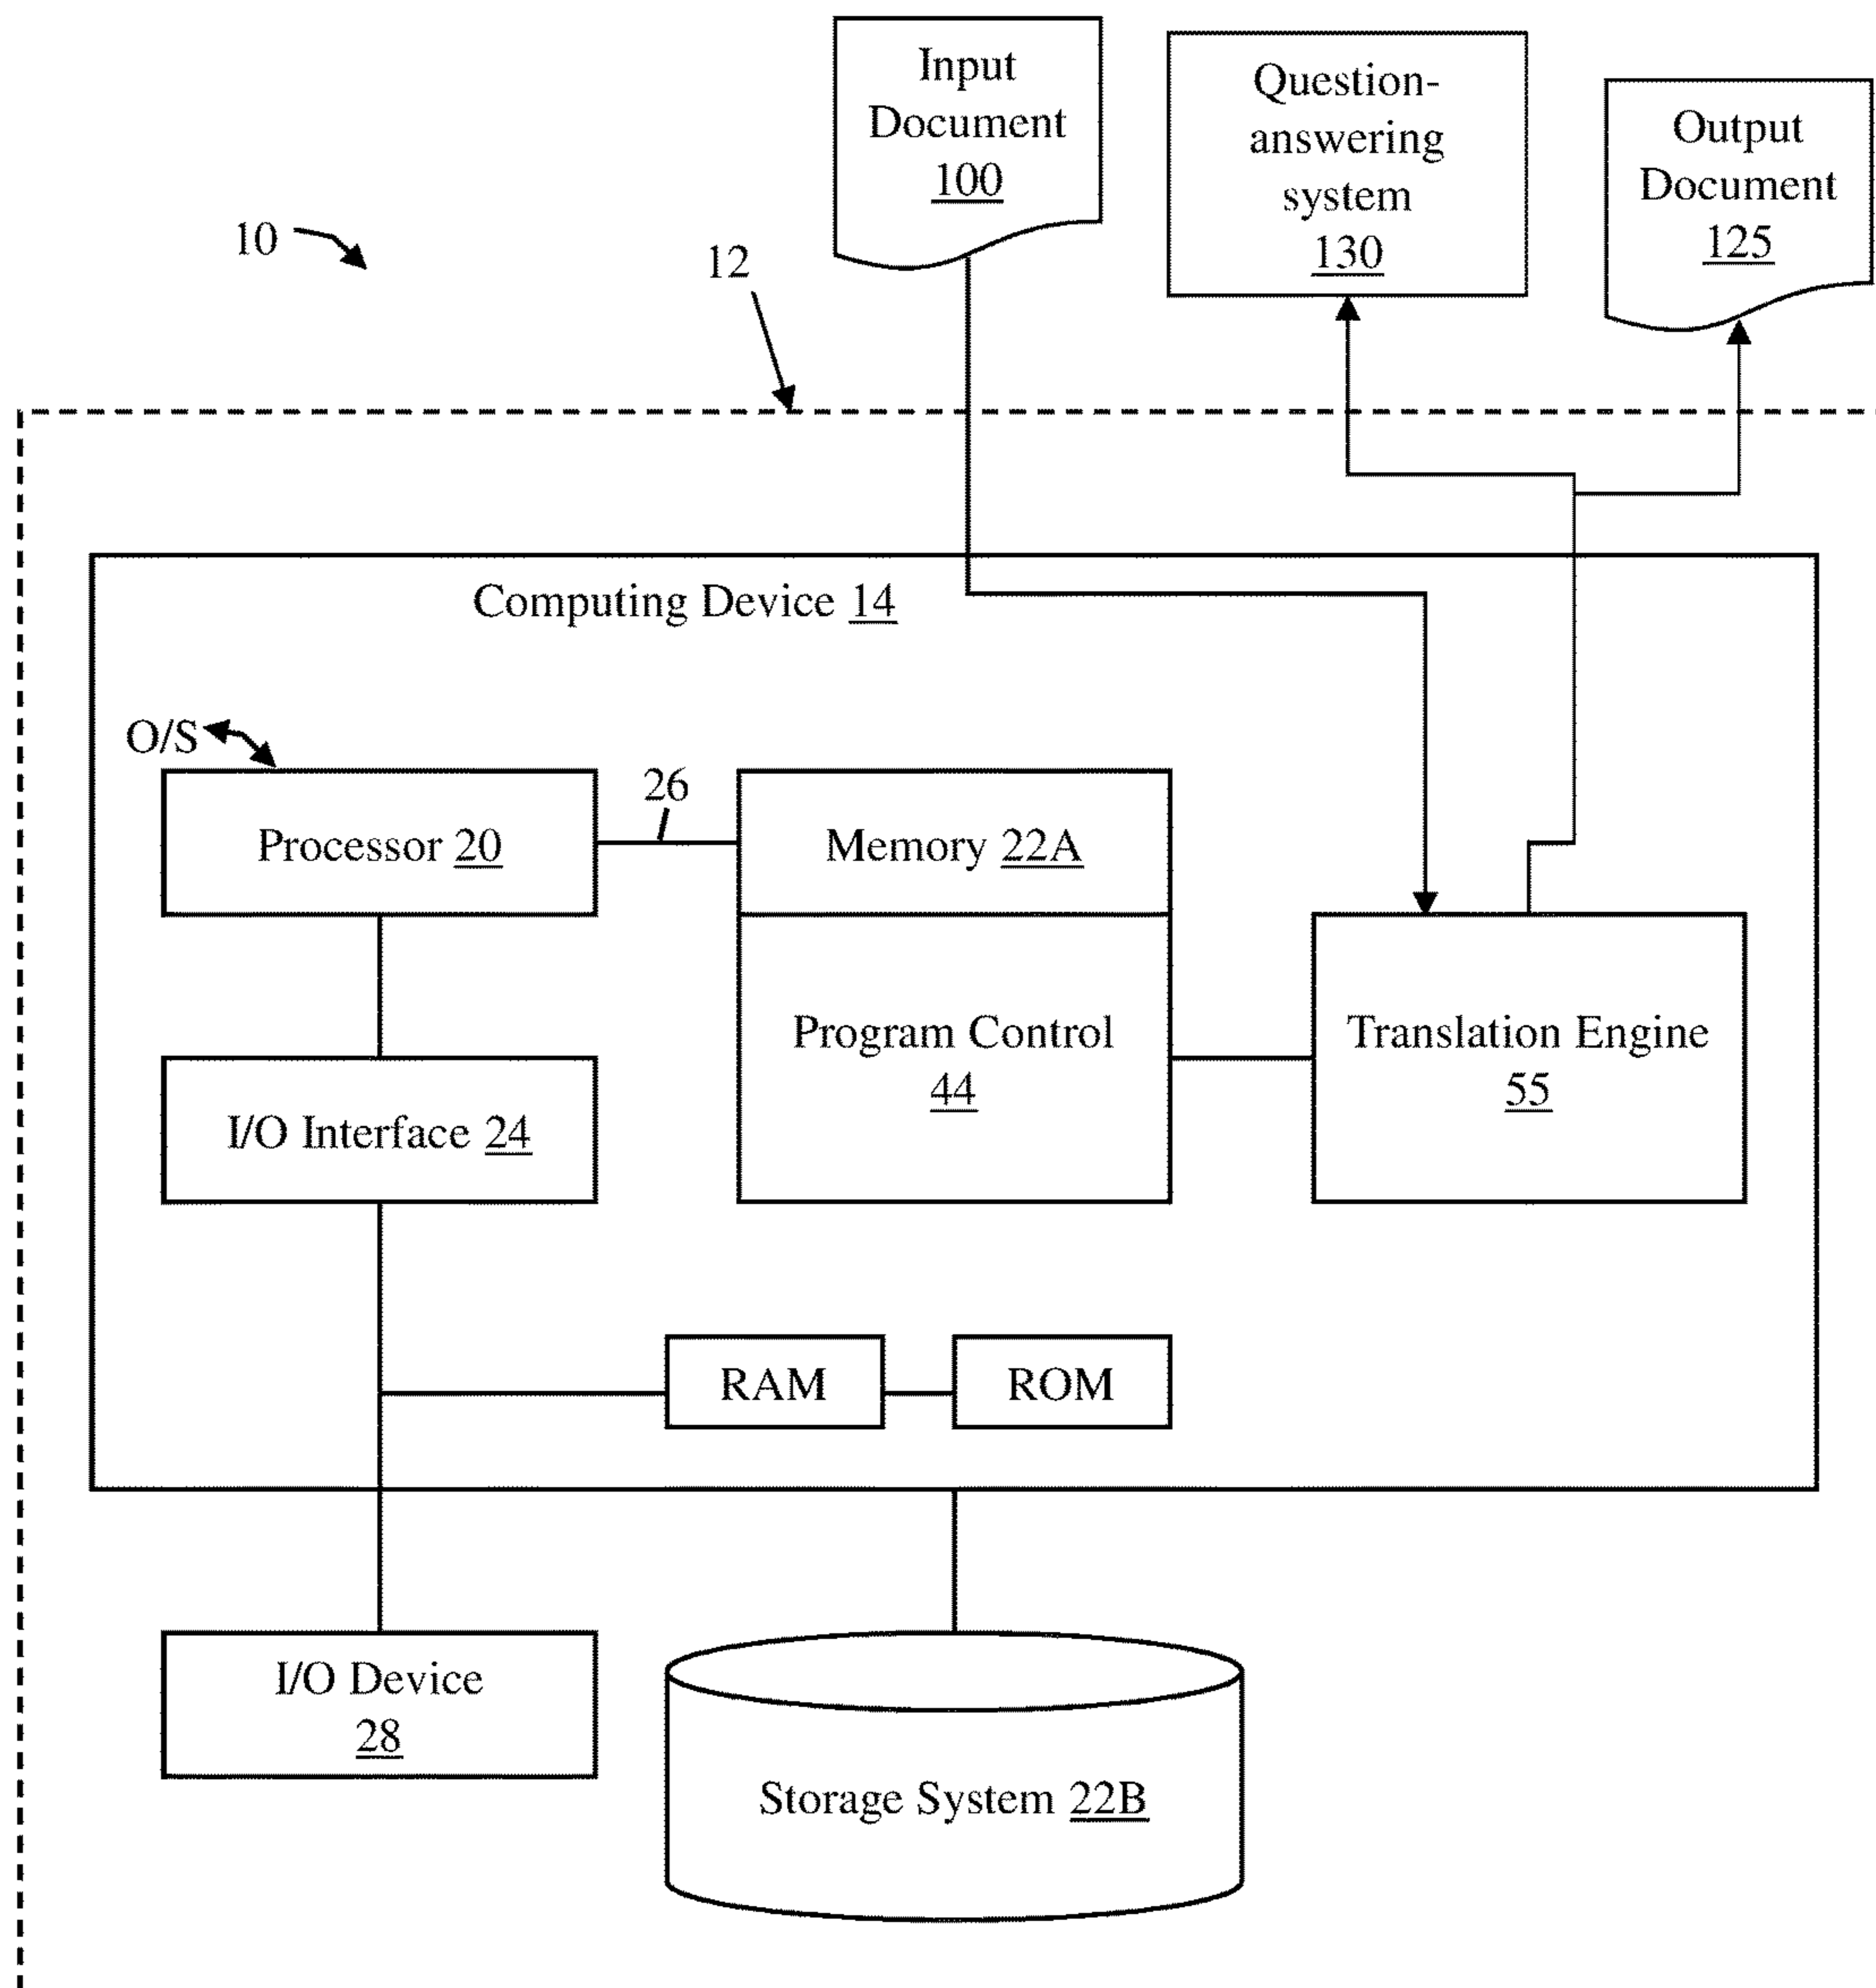 Input
Document
100
Question-
answering
system
130
Output
Document
125
10
12
Computing Device 14
O/S
26
Processor 20
Memory 22A
Program Control
44
Translation Engine
55
I/O Interface 24
RAM
ROM
I/O Device
28
Storage System 22B